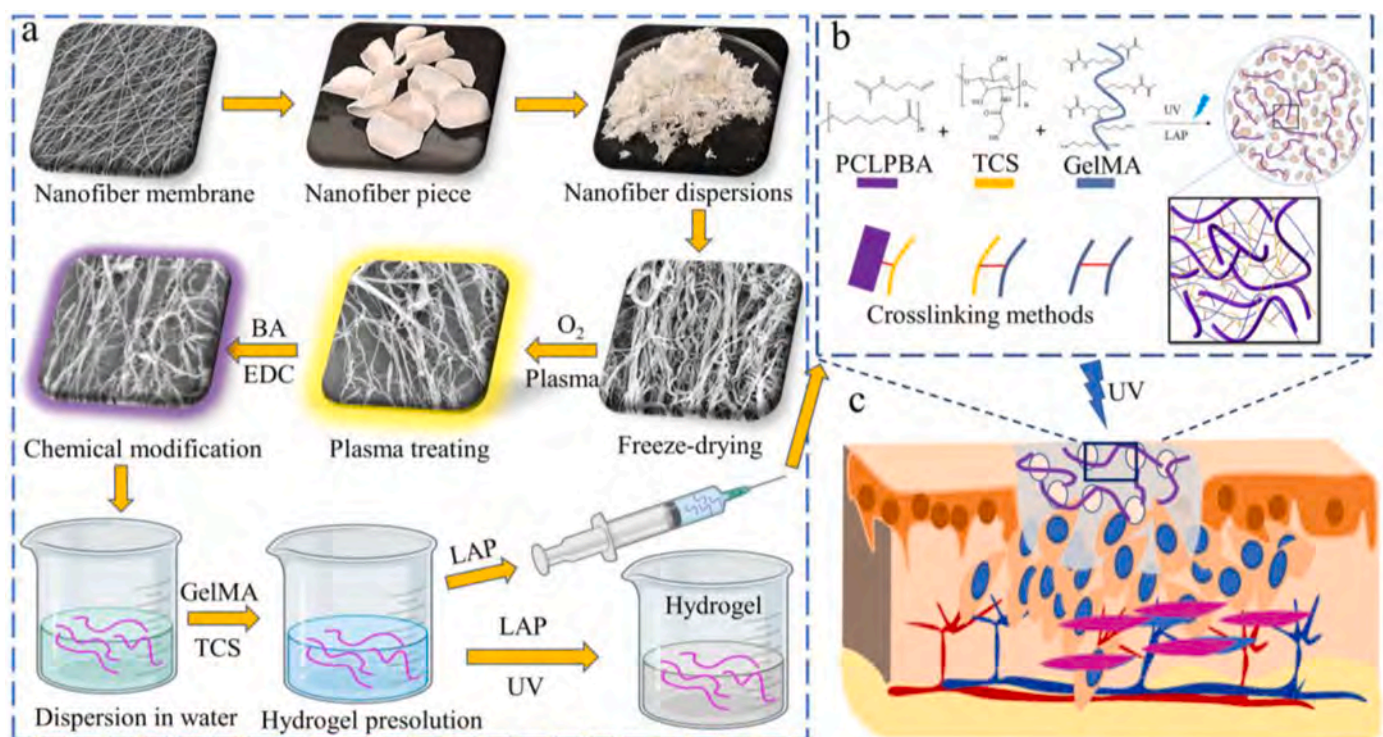 a
Nanofiber membrane
Nanofiber piece
Nanofiber dispersions
BA
EDC
O2
Plasma
Chemical modification
Plasma treating
Freeze-drying
GelMA
TCS
LAP
LAP
UV
Hydrogel
Dispersion in water
Hydrogel presolution
b
+
+
UV
LAP
PCLPBA
TCS
GelMA
Crosslinking methods
UV
c